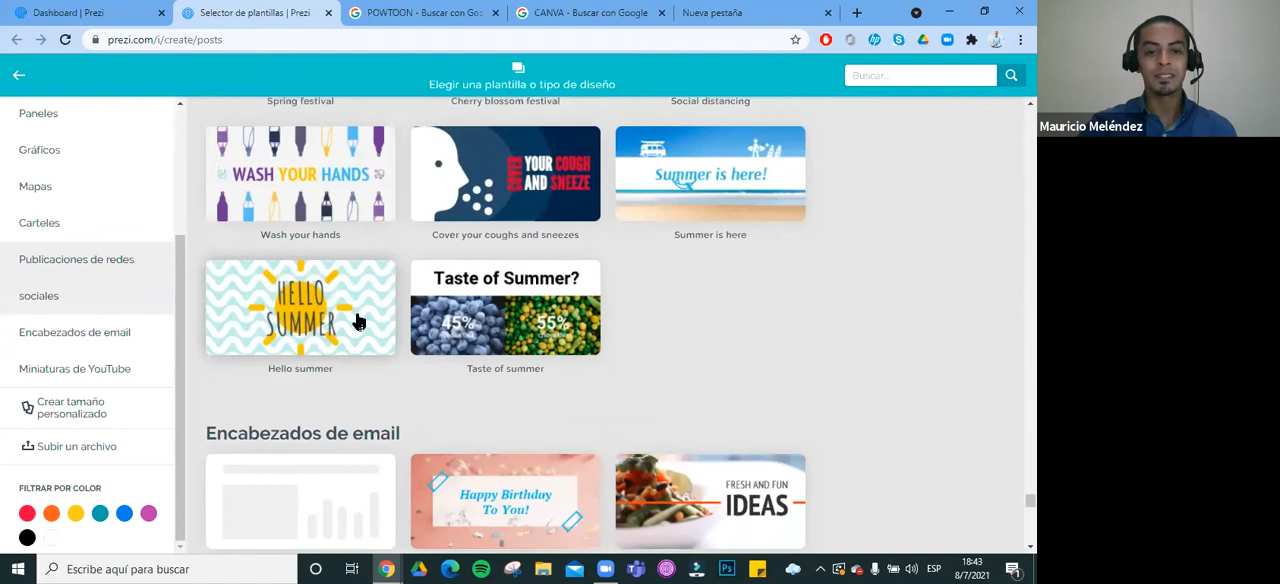 Dashboard | Prezi
Selector de plantillas | Prezi
POWTOON - Buscar con Go
CANVA - Buscar con Google
Nueva pestaña
prezi.com/i/create/posts
Elegir una plantilla o tipo de diseño
Buscar...
Mauricio Meléndez
Paneles
Gráficos
Mapas
Carteles
Publicaciones de redes
sociales
Encabezados de email
Miniaturas de YouTube
Crear tamaño
personalizado
Subir un archivo
FILTRAR POR COLOR
Spring festival
Cherry blossom festival
Social distancing
WASH YOUR HANDS
COVER YOUR COUGH
AND SNEEZE
Summer is here!
Wash your hands
Cover your coughs and sneezes
Summer is here
HELLO
SUMMER
Taste of Summer?
45%
55%
Hello summer
Taste of summer
Encabezados de email
Happy Birthday
To You!
FRESH AND FUN
IDEAS
Escribe aquí para buscar
ESP
18:43
8/7/2021